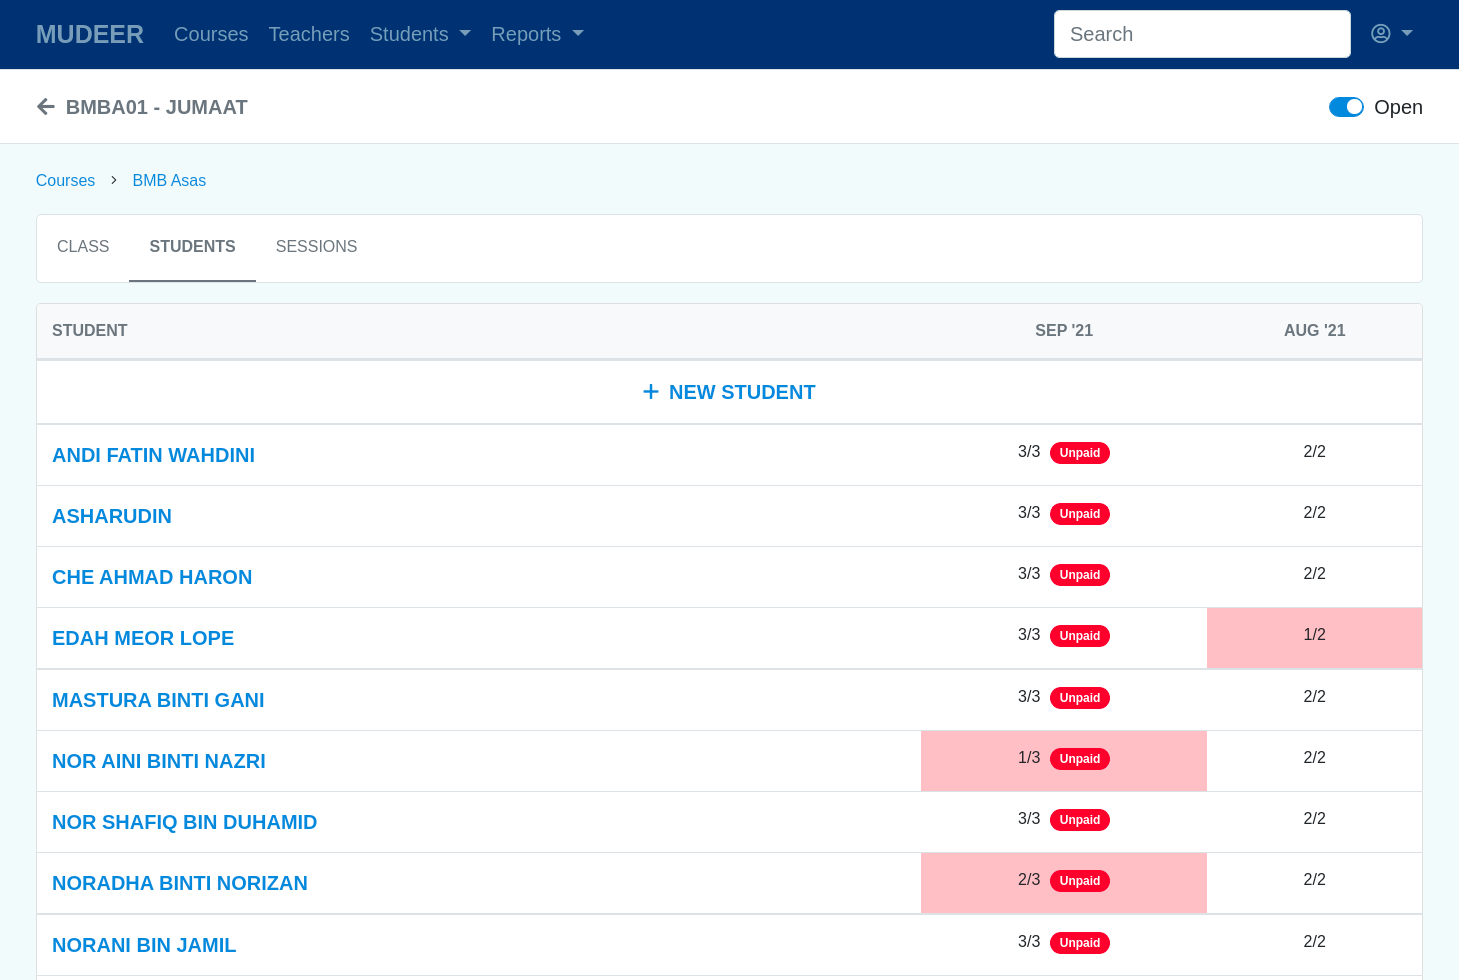 MUDEER Courses Teachers Students Reports Search
BMBA01 - JUMAAT Open
Courses BMB Asas
CLASS STUDENTS SESSIONS
STUDENT SEP '21 AUG '21
NEW STUDENT
ANDI FATIN WAHDINI 3/3 Unpaid 2/2
ASHARUDIN 3/3 Unpaid 2/2
CHE AHMAD HARON 3/3 Unpaid 2/2
EDAH MEOR LOPE 3/3 Unpaid 1/2
MASTURA BINTI GANI 3/3 Unpaid 2/2
NOR AINI BINTI NAZRI 1/3 Unpaid 2/2
NOR SHAFIQ BIN DUHAMID 3/3 Unpaid 2/2
NORADHA BINTI NORIZAN 2/3 Unpaid 2/2
NORANI BIN JAMIL 3/3 Unpaid 2/2